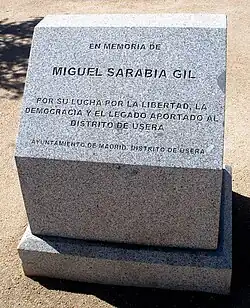 EN MEMORIA DE
MIGUEL SARABIA GIL
POR SU LUCHA POR LA LIBERTAD, LA
DEMOCRACIA Y EL LEGADO APORTADO AL
DISTRITO DE USERA
AYUNTAMIENTO DE MADRID. DISTRITO DE USERA